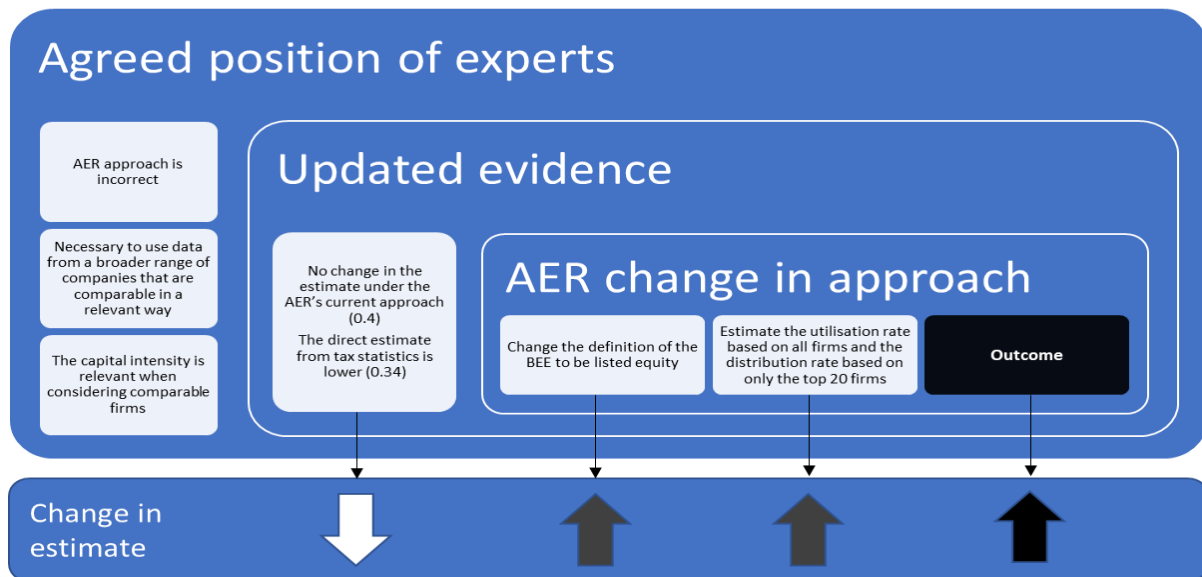 Agreed position of experts
AER approach is
incorrect
Necessary to use data
from a broader range of
companies that are
comparable in a
relevant way
The capital intensity is
relevant when
considering comparable
firms
Updated evidence
No change in the
estimate under the
AER's current approach
(0.4)
The direct estimate
from tax statistics is
lower (0.34)
AER change in approach
Change the definition of the
BEE to be listed equity
Estimate the utilisation rate
based on all firms and the
distribution rate based on
only the top 20 firms
Outcome
Change in
estimate